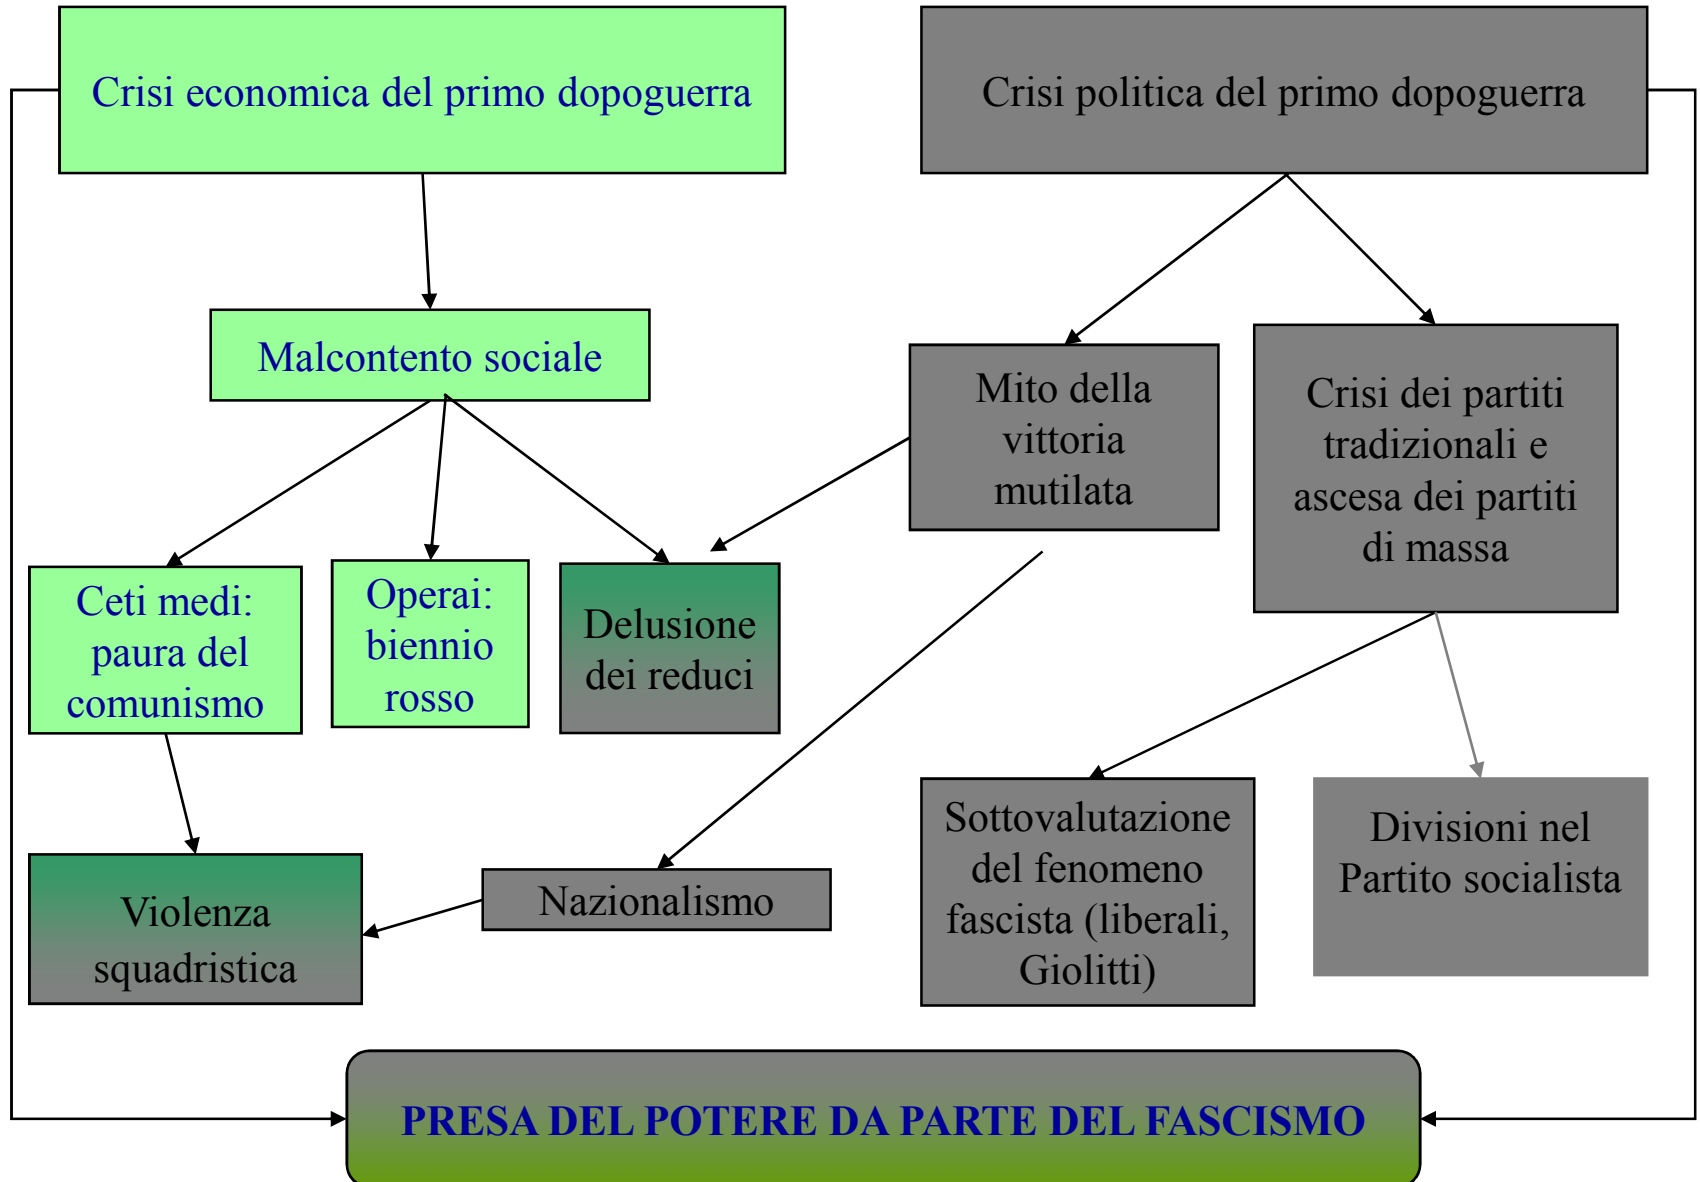 Crisi economica del primo dopoguerra
Crisi politica del primo dopoguerra
Malcontento sociale
Mito della
vittoria
mutilata
Crisi dei partiti
tradizionali e
ascesa dei partiti
di massa
Ceti medi:
paura del
comunismo
Operai:
biennio
rosso
Delusione
dei reduci
Violenza
squadristica
Nazionalismo
Sottovalutazione
del fenomeno
fascista (liberali,
Giolitti)
Divisioni nel
Partito socialista
PRESA DEL POTERE DA PARTE DEL FASCISMO